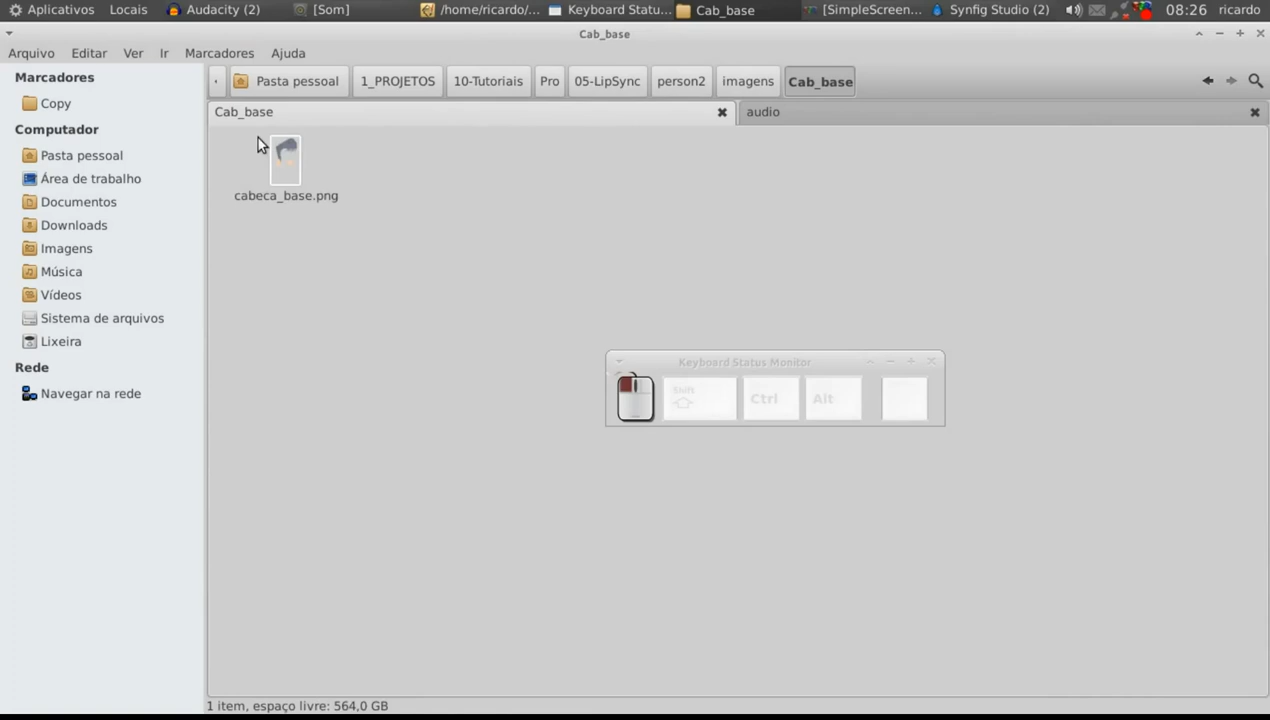 Aplicativos Locais Audacity (2) [Som] /home/ricardo/... Keyboard Statu... Cab_base [SimpleScreen... Synfig Studio (2) 08:26 ricardo
Cab_base
Arquivo Editar Ver Ir Marcadores Ajuda
Marcadores
Copy
Computador
Pasta pessoal
Área de trabalho
Documentos
Downloads
Imagens
Música
Vídeos
Sistema de arquivos
Lixeira
Rede
Navegar na rede
Pasta pessoal 1_PROJETOS 10-Tutoriais Pro 05-LipSync person2 imagens Cab_base
Cab_base audio
cabeca_base.png
Keyboard Status Monitor
Shift Ctrl Alt
1 item, espaço livre: 564,0 GB